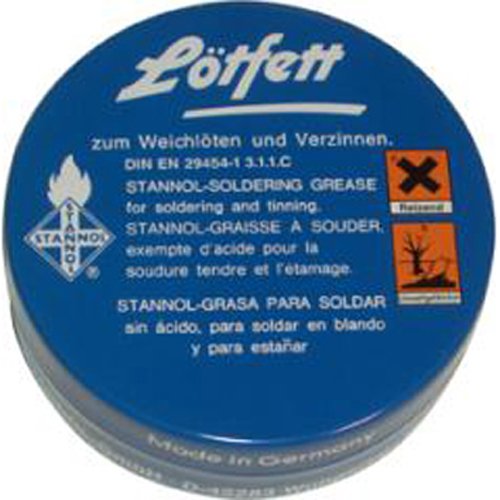 Lötfett
zum Weichlöten und Verzinnen.
DIN EN 29454-1 3.1.1.C
STANNOL-SOLDERING GREASE
for soldering and tinning.
STANNOL-GRAISSE À SOUDER,
exempte d'acide pour la
soudure tendre et l'étamage.
STANNOL-GRASA PARA SOLDAR
sin ácido, para soldar en blando
y para estañar
STANNOL
STANNOL
®
Reizend
Made in Germany